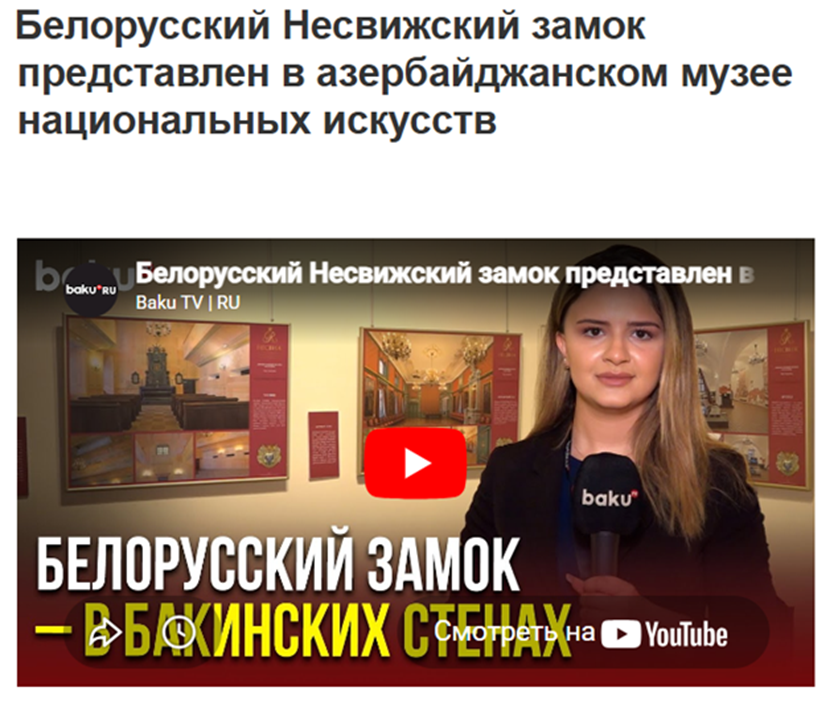 Белорусский Несвижский замок
представлен в азербайджанском музее
национальных искусств
Белорусский Несвижский замок представлен в
baku RU
Baku TV | RU
baku
БЕЛОРУССКИЙ ЗАМОК
– В БАКИНСКИХ СТЕНАХ
Смотреть на YouTube